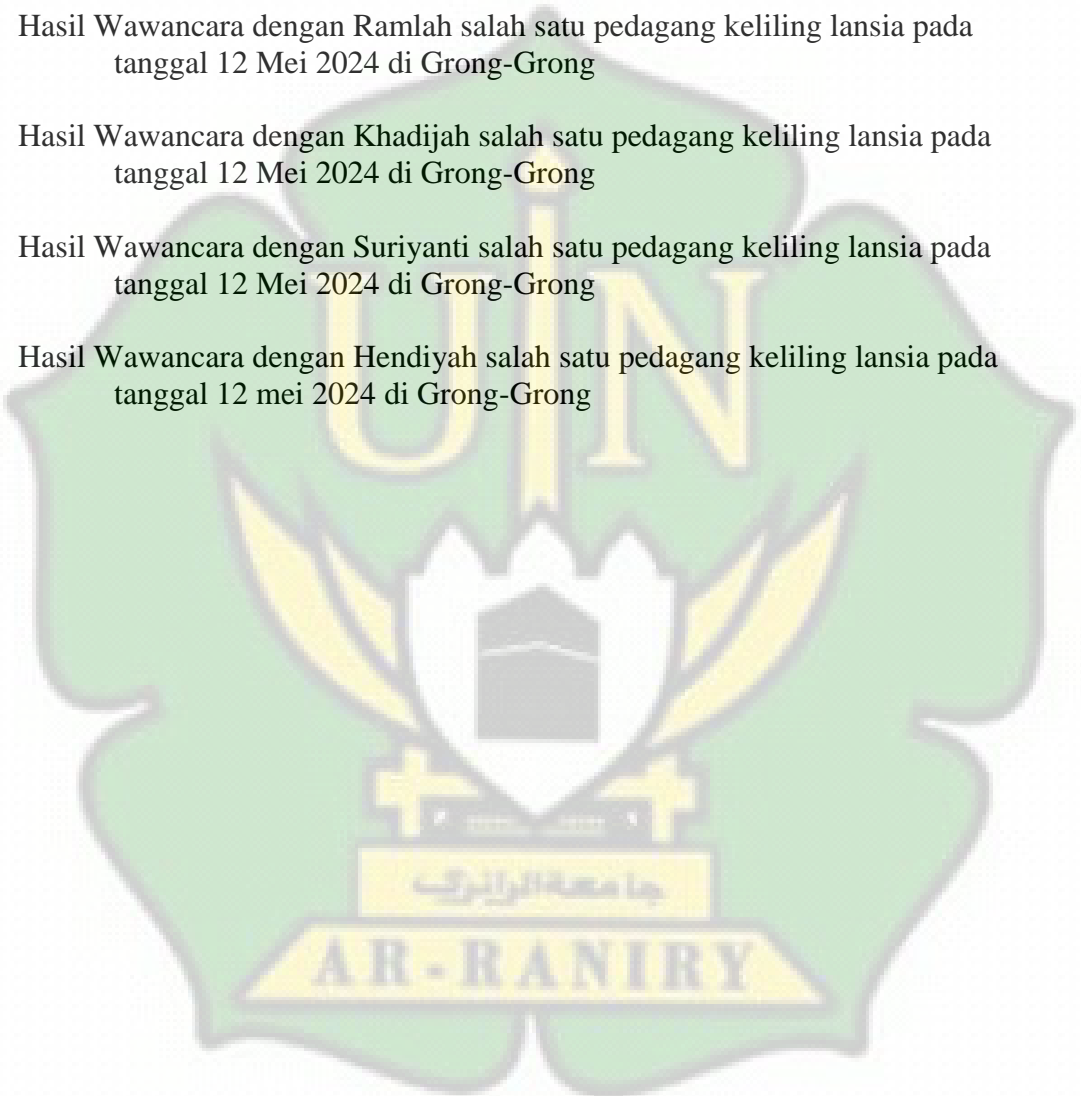 Hasil Wawancara dengan Ramlah salah satu pedagang keliling lansia pada
tanggal 12 Mei 2024 di Grong-Grong
Hasil Wawancara dengan Khadijah salah satu pedagang keliling lansia pada
tanggal 12 Mei 2024 di Grong-Grong
Hasil Wawancara dengan Suriyanti salah satu pedagang keliling lansia pada
tanggal 12 Mei 2024 di Grong-Grong
Hasil Wawancara dengan Hendiyah salah satu pedagang keliling lansia pada
tanggal 12 mei 2024 di Grong-Grong
UIN
جامعة الرانري
AR-RANIRY